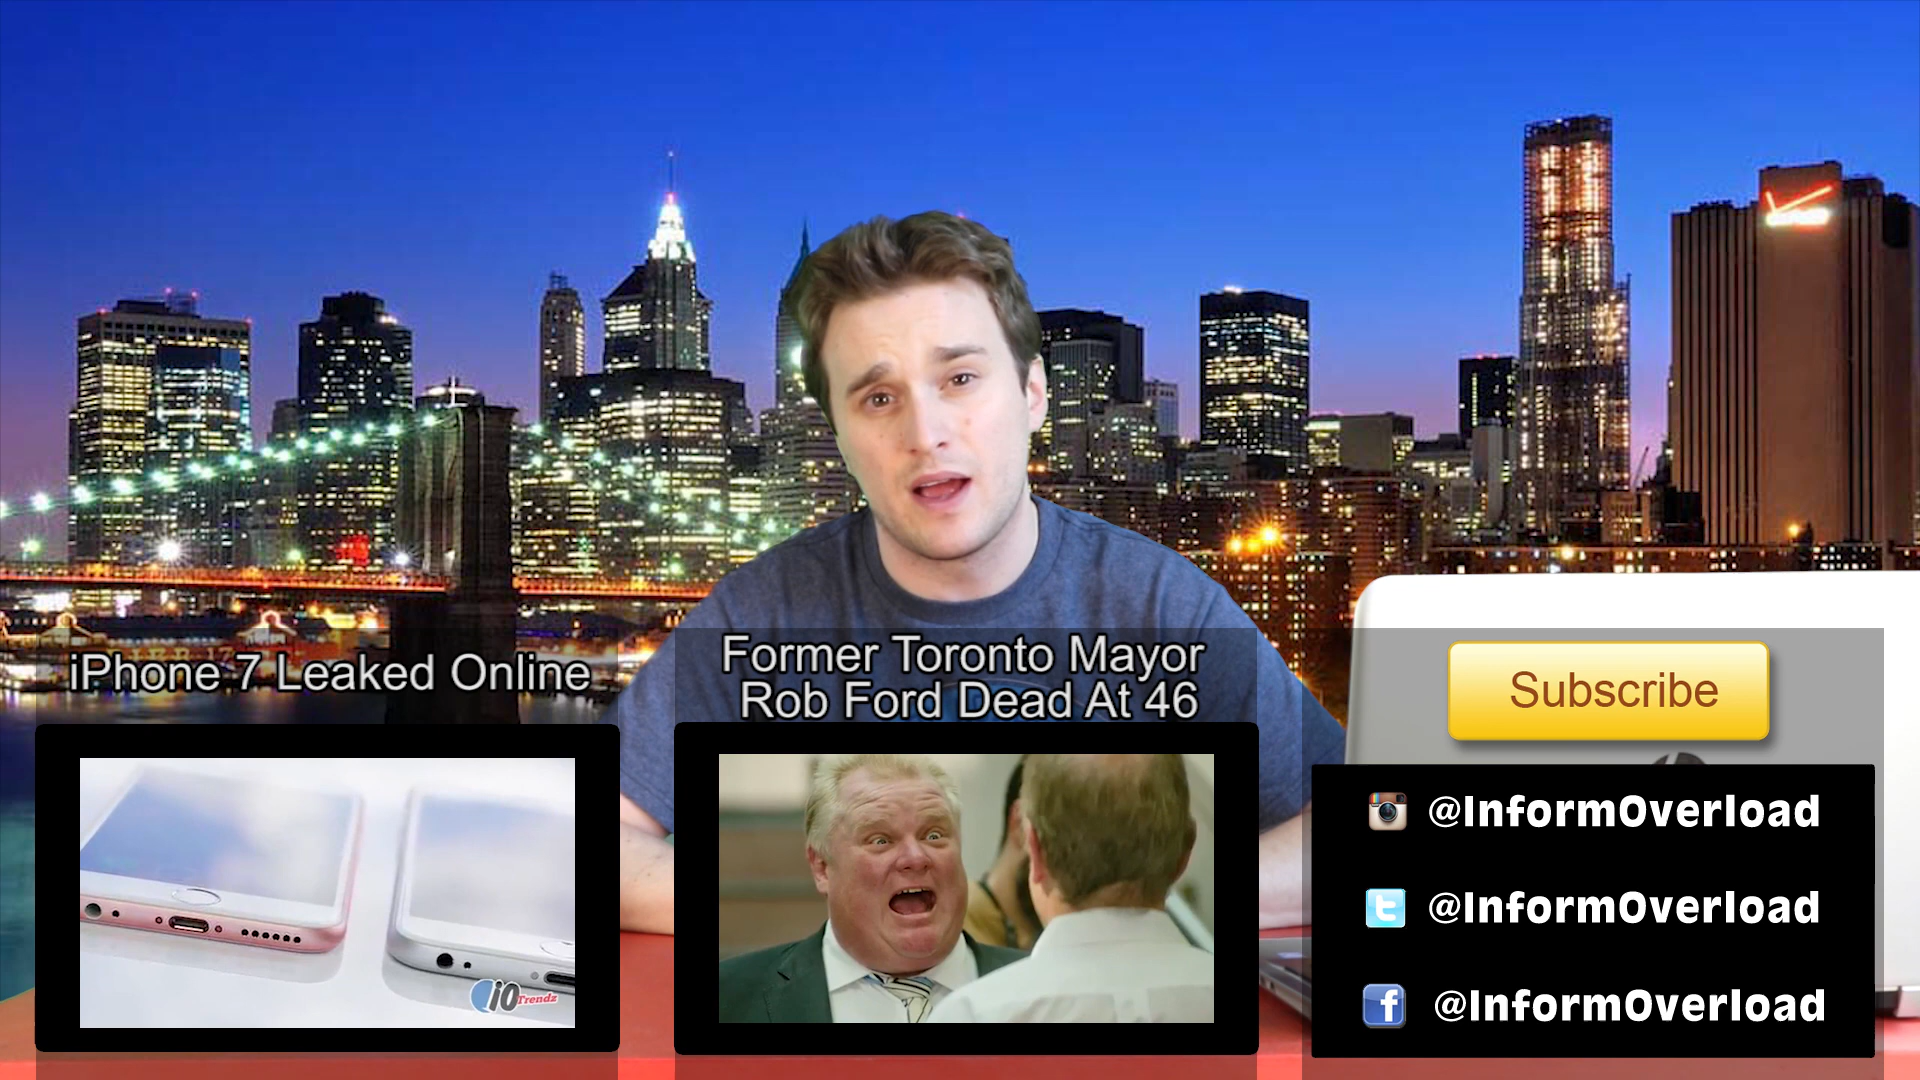 iPhone 7 Leaked Online
Former Toronto Mayor
Rob Ford Dead At 46
Subscribe
@InformOverload
@InformOverload
@InformOverload
iO Trendz